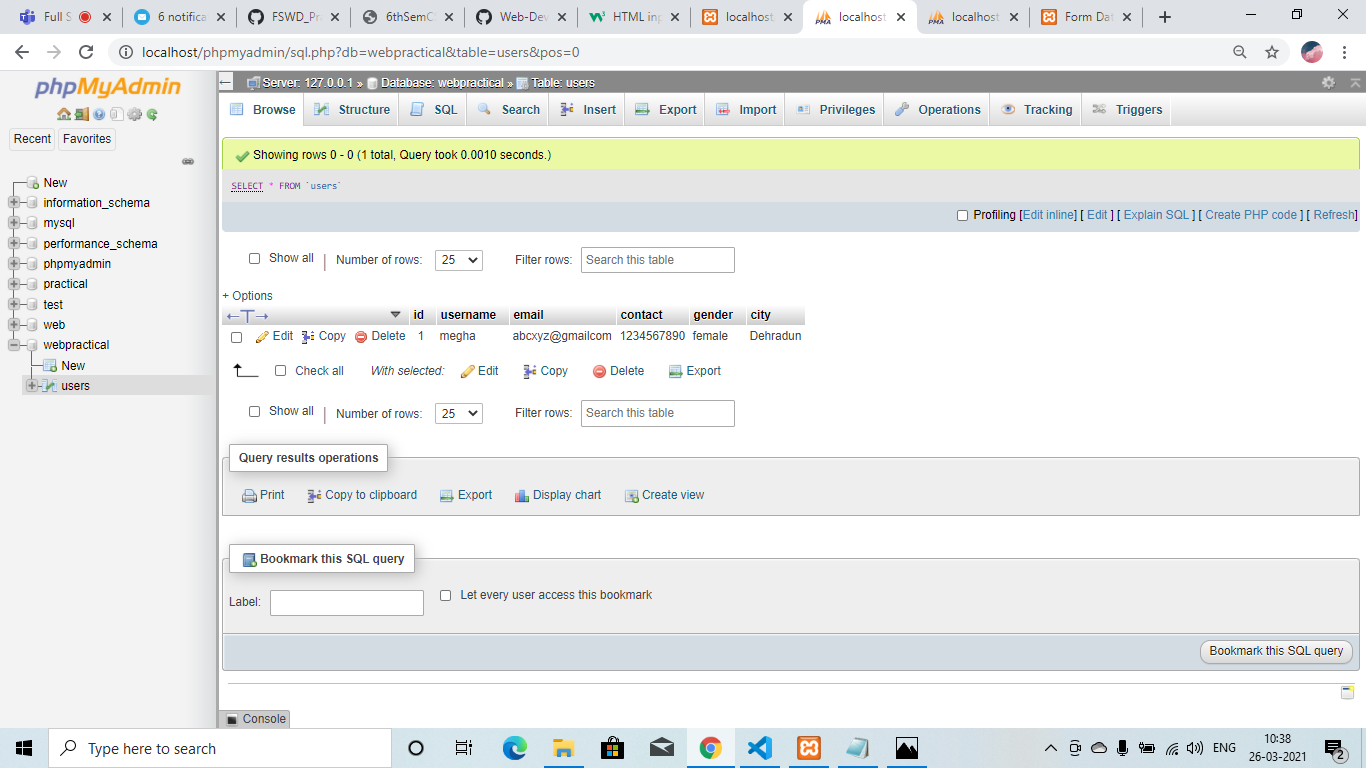 Full S 6 notifica FSWD_Pr 6thSemC Web-Dev HTML inp localhost localhost localhost Form Dat
localhost/phpmyadmin/sql.php?db=webpractical&table=users&pos=0
phpMyAdmin
Recent Favorites
New
information_schema
mysql
performance_schema
phpmyadmin
practical
test
web
webpractical
New
users
Server: 127.0.0.1 » Database: webpractical » Table: users
Browse Structure SQL Search Insert Export Import Privileges Operations Tracking Triggers
Showing rows 0 - 0 (1 total, Query took 0.0010 seconds.)
SELECT * FROM `users`
Profiling [Edit inline] [ Edit ] [ Explain SQL ] [ Create PHP code ] [ Refresh]
Show all | Number of rows: 25 Filter rows: Search this table
+ Options
←T→ id username email contact gender city
Edit Copy Delete 1 megha abcxyz@gmailcom 1234567890 female Dehradun
Check all With selected: Edit Copy Delete Export
Show all | Number of rows: 25 Filter rows: Search this table
Query results operations
Print Copy to clipboard Export Display chart Create view
Bookmark this SQL query
Label: Let every user access this bookmark
Bookmark this SQL query
Console
Type here to search
ENG
10:38
26-03-2021
2